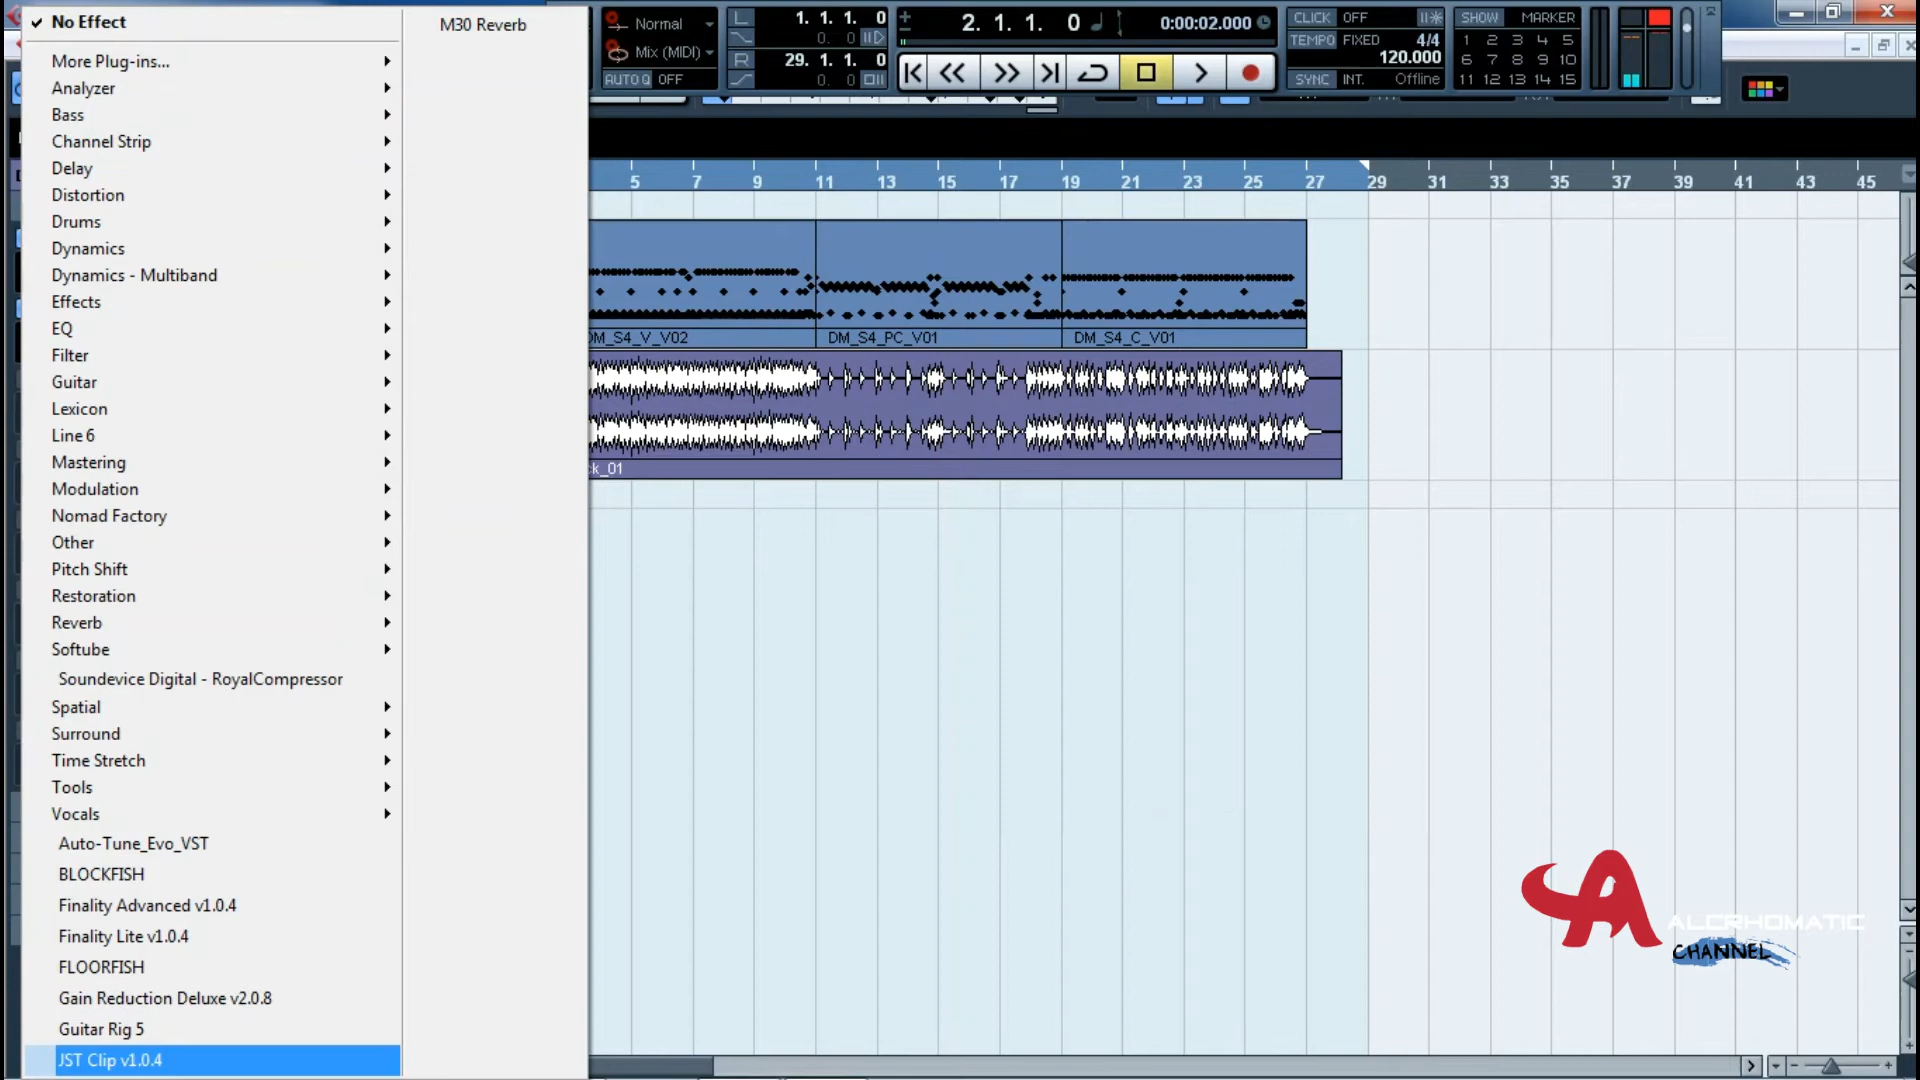 No Effect
M30 Reverb
More Plug-ins...
Analyzer
Bass
Channel Strip
Delay
Distortion
Drums
Dynamics
Dynamics - Multiband
Effects
EQ
Filter
Guitar
Lexicon
Line 6
Mastering
Modulation
Nomad Factory
Other
Pitch Shift
Restoration
Reverb
Softube
Soundevice Digital - RoyalCompressor
Spatial
Surround
Time Stretch
Tools
Vocals
Auto-Tune_Evo_VST
BLOCKFISH
Finality Advanced v1.0.4
Finality Lite v1.0.4
FLOORFISH
Gain Reduction Deluxe v2.0.8
Guitar Rig 5
JST Clip v1.0.4
Normal
Mix (MIDI)
AUTO Q OFF
L 1. 1. 1. 0
0. 0
R 29. 1. 1. 0
0. 0
2. 1. 1. 0
0:00:02.000
CLICK OFF
TEMPO FIXED 4/4
120.000
SYNC INT. Offline
SHOW MARKER
1 2 3 4 5
6 7 8 9 10
11 12 13 14 15
5 7 9 11 13 15 17 19 21 23 25 27 29 31 33 35 37 39 41 43 45
DM_S4_V_V02
DM_S4_PC_V01
DM_S4_C_V01
ck_01
ALCRHOMATIC
CHANNEL